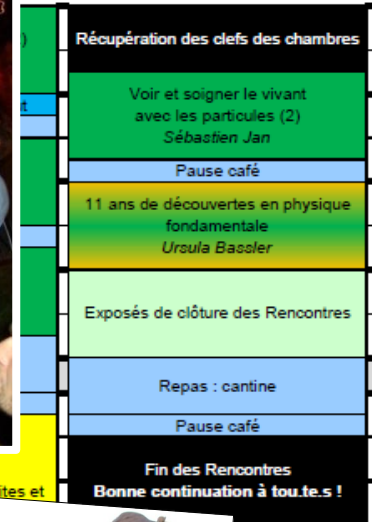 Récupération des clefs des chambres
Voir et soigner le vivant
avec les particules (2)
Sébastien Jan
Pause café
11 ans de découvertes en physique
fondamentale
Ursula Bassler
Exposés de clôture des Rencontres
Repas : cantine
Pause café
Fin des Rencontres
ites et
Bonne continuation à tou.te.s !